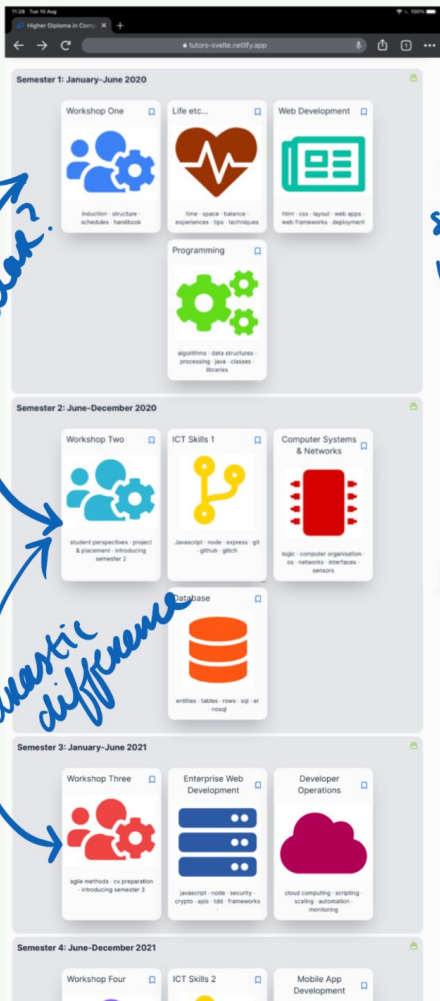 11:28 Tue 10 Aug
100%
Higher Diploma in Comp
tutors-svelte.netlify.app
Semester 1: January-June 2020
Workshop One
induction - structure -
schedules - handbook
Life etc...
time - space - balance -
experiences - tips - techniques
Web Development
html - css - layout - web apps -
web frameworks - deployment
Programming
algorithms - data structures -
processing - java - classes -
libraries
Semester 2: June-December 2020
Workshop Two
student perspectives - project
& placement - introducing
semester 2
ICT Skills 1
Javascript - node - express - git
- github - glitch
Computer Systems
& Networks
logic - computer organisation -
os - networks - interfaces -
sensors
difference
Database
entities - tables - rows - sql - er
- nosql
Semester 3: January-June 2021
Workshop Three
agile methods - cv preparation
- introducing semester 3
Enterprise Web
Development
javascript - node - security -
crypto - apis - tdd - frameworks
-
Developer
Operations
cloud computing - scripting -
scaling - automation -
monitoring
Semester 4: June-December 2021
Workshop Four
ICT Skills 2
Mobile App
Development